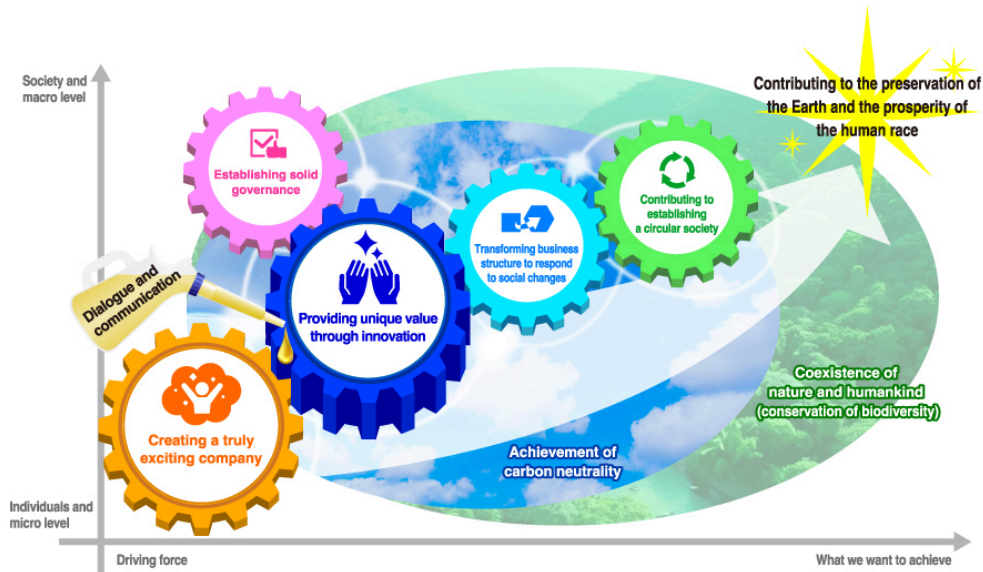 Society and
macro level
Contributing to the preservation of
the Earth and the prosperity of
the human race
Establishing solid
governance
Contributing to
establishing
a circular society
Transforming business
structure to respond
to social changes
Dialogue and
communication
Providing unique value
through innovation
Creating a truly
exciting company
Coexistence of
nature and humankind
(conservation of biodiversity)
Achievement of
carbon neutrality
Individuals and
micro level
Driving force
What we want to achieve